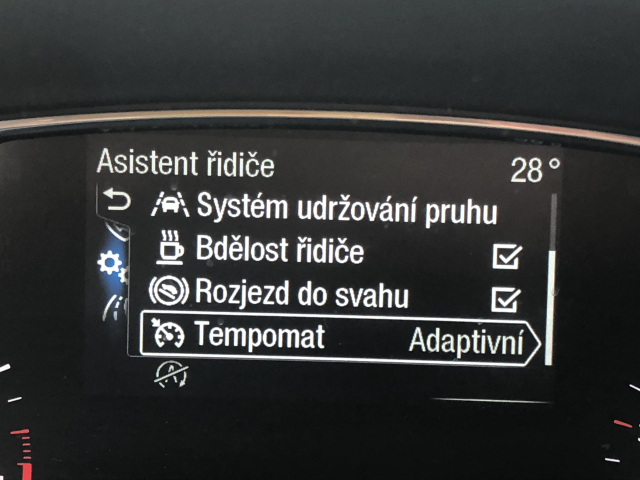 Asistent řidiče 28°
Systém udržování pruhu
Bdělost řidiče
Rozjezd do svahu
Tempomat Adaptivní